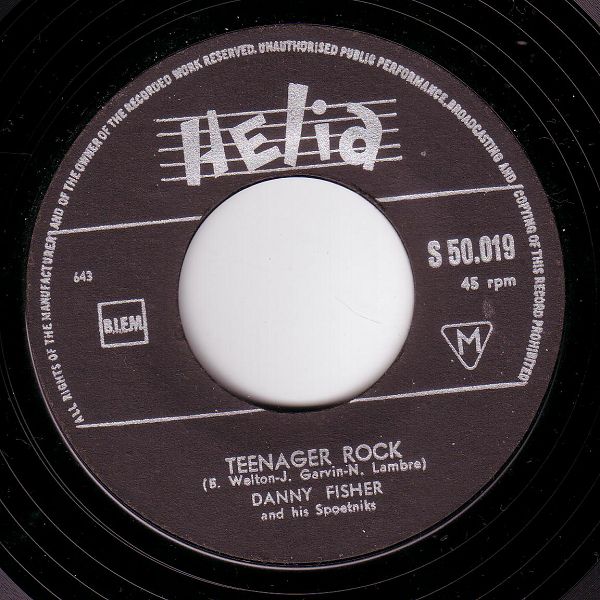 ALL RIGHTS OF THE MANUFACTURER AND OF THE OWNER OF THE RECORDED WORK RESERVED. UNAUTHORISED PUBLIC PERFORMANCE, BROADCASTING AND COPYING OF THIS RECORD PROHIBITED
Helia
S 50.019
643
45 rpm
B.I.E.M.
M
TEENAGER ROCK
(B. Welton-J. Garvin-N. Lambre)
DANNY FISHER
and his Spoetniks